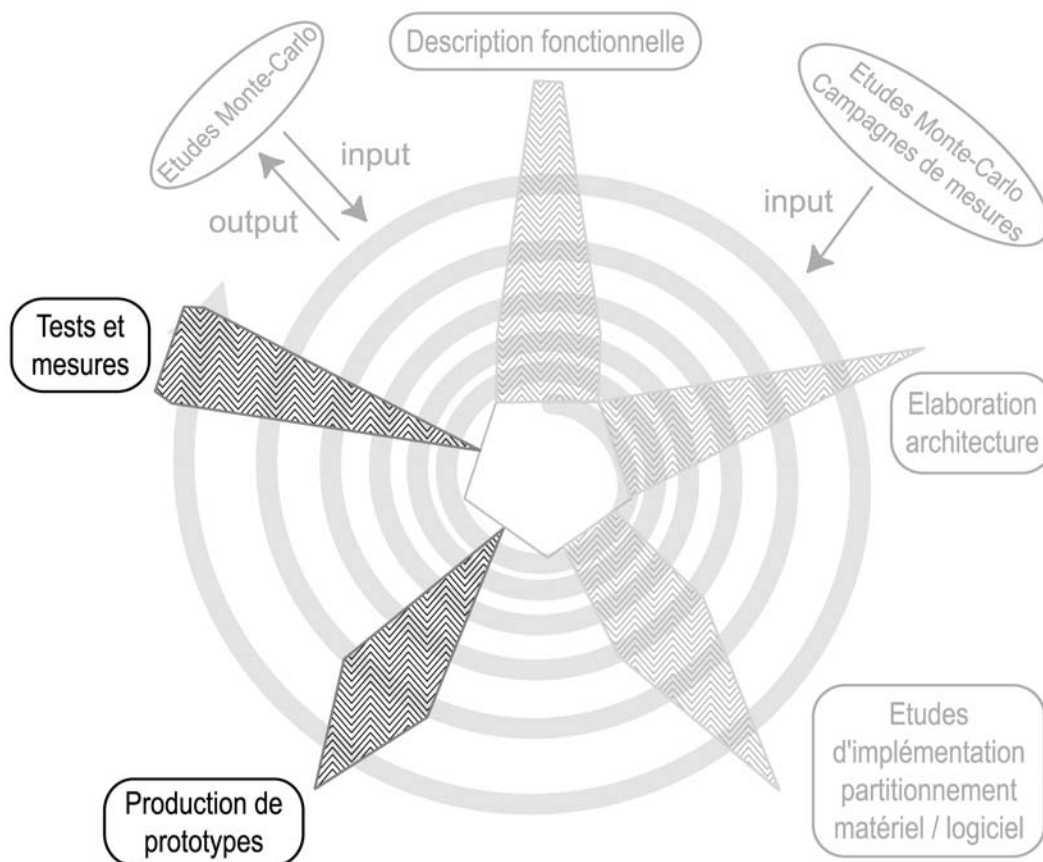 Description fonctionnelle
Etudes Monte-Carlo
input
output
Etudes Monte-Carlo
Campagnes de mesures
input
Tests et
mesures
Elaboration
architecture
Etudes
d'implémentation
partitionnement
matériel / logiciel
Production de
prototypes